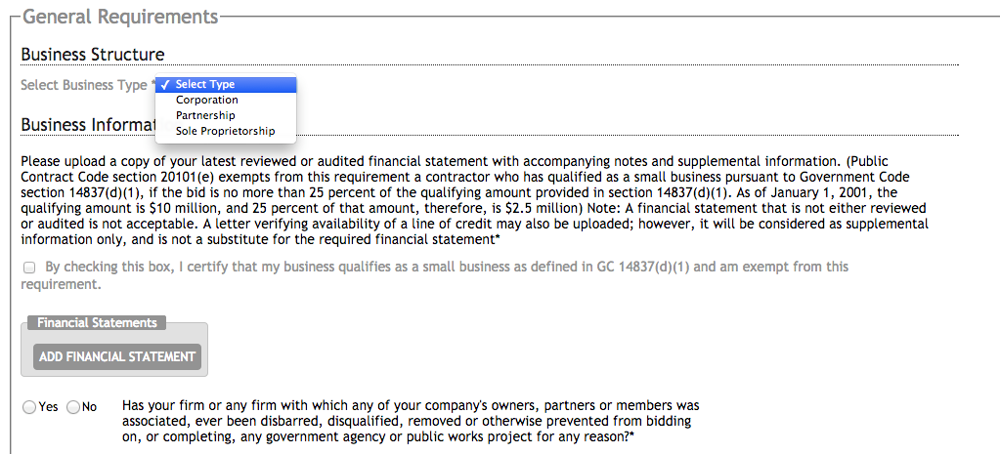 General Requirements
Business Structure
Select Business Type *
✓ Select Type
Corporation
Partnership
Sole Proprietorship
Business Informat
Please upload a copy of your latest reviewed or audited financial statement with accompanying notes and supplemental information. (Public
Contract Code section 20101(e) exempts from this requirement a contractor who has qualified as a small business pursuant to Government Code
section 14837(d)(1), if the bid is no more than 25 percent of the qualifying amount provided in section 14837(d)(1). As of January 1, 2001, the
qualifying amount is $10 million, and 25 percent of that amount, therefore, is $2.5 million) Note: A financial statement that is not either reviewed
or audited is not acceptable. A letter verifying availability of a line of credit may also be uploaded; however, it will be considered as supplemental
information only, and is not a substitute for the required financial statement*
By checking this box, I certify that my business qualifies as a small business as defined in GC 14837(d)(1) and am exempt from this
requirement.
Financial Statements
ADD FINANCIAL STATEMENT
Yes No Has your firm or any firm with which any of your company's owners, partners or members was
associated, ever been disbarred, disqualified, removed or otherwise prevented from bidding
on, or completing, any government agency or public works project for any reason?*